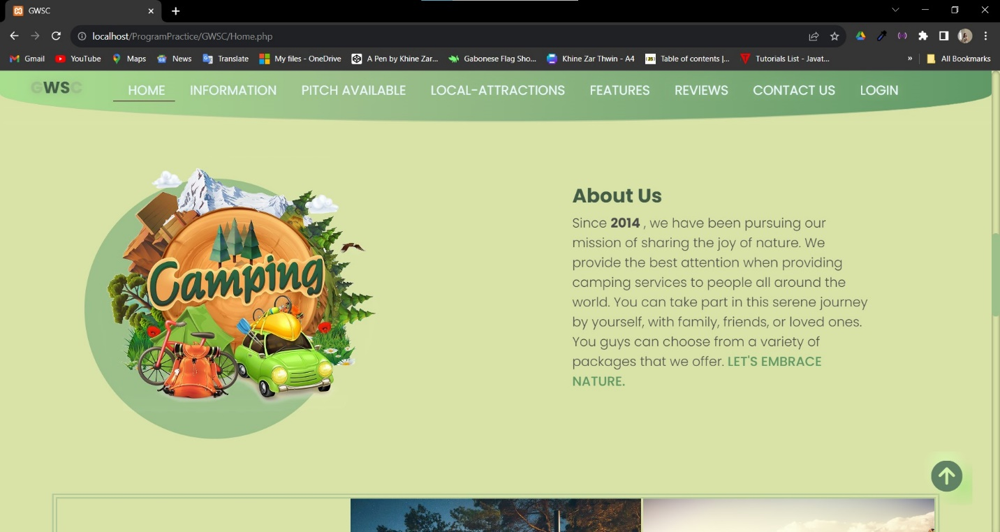 GWSC
localhost/ProgramPractice/GWSC/Home.php
Gmail YouTube Maps News Translate My files - OneDrive A Pen by Khine Zar... Gabonese Flag Sho... Khine Zar Thwin - A4 Table of contents |... Tutorials List - Javat... » All Bookmarks
GWSC HOME INFORMATION PITCH AVAILABLE LOCAL-ATTRACTIONS FEATURES REVIEWS CONTACT US LOGIN
Camping
About Us
Since 2014 , we have been pursuing our
mission of sharing the joy of nature. We
provide the best attention when providing
camping services to people all around the
world. You can take part in this serene journey
by yourself, with family, friends, or loved ones.
You guys can choose from a variety of
packages that we offer. LET'S EMBRACE
NATURE.